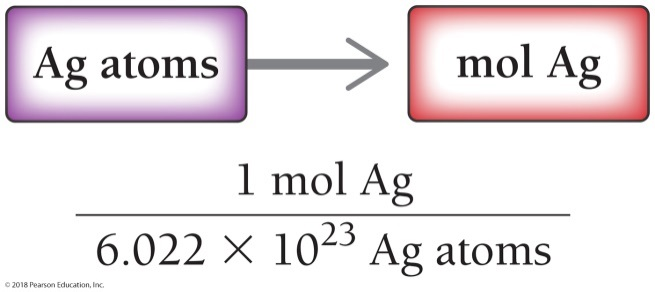 Ag atoms
mol Ag
1 mol Ag
6.022 × 10²³ Ag atoms
© 2018 Pearson Education, Inc.